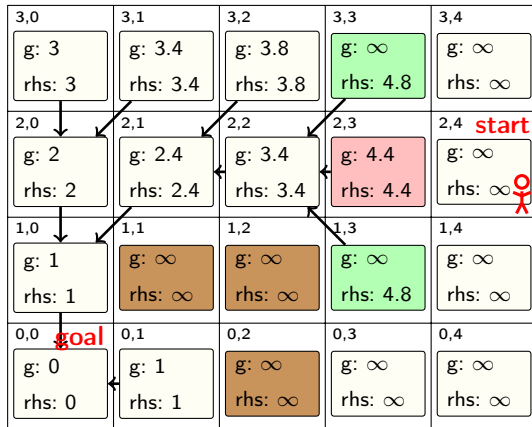 3,0 3,1 3,2 3,3 3,4
g: 3 g: 3.4 g: 3.8 g: ∞ g: ∞
rhs: 3 rhs: 3.4 rhs: 3.8 rhs: 4.8 rhs: ∞
2,0 2,1 2,2 2,3 2,4 start
g: 2 g: 2.4 g: 3.4 g: 4.4 g: ∞
rhs: 2 rhs: 2.4 rhs: 3.4 rhs: 4.4 rhs: ∞
1,0 1,1 1,2 1,3 1,4
g: 1 g: ∞ g: ∞ g: ∞ g: ∞
rhs: 1 rhs: ∞ rhs: ∞ rhs: 4.8 rhs: ∞
0,0 goal 0,1 0,2 0,3 0,4
g: 0 g: 1 g: ∞ g: ∞ g: ∞
rhs: 0 rhs: 1 rhs: ∞ rhs: ∞ rhs: ∞